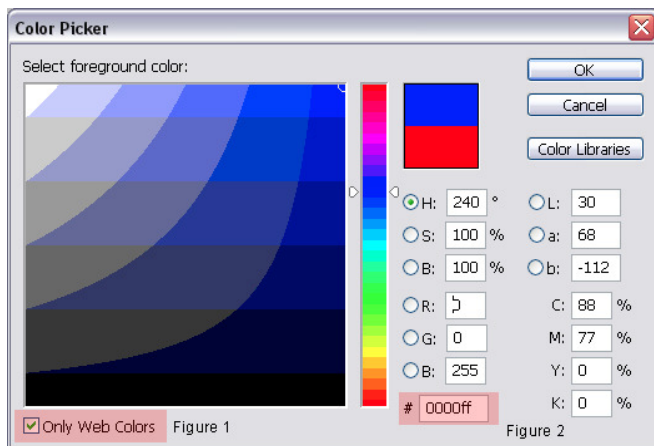 Color Picker
Select foreground color:
OK
Cancel
Color Libraries
H: 240 °
S: 100 %
B: 100 %
R:
G: 0
B: 255
# 0000ff
L: 30
a: 68
b: -112
C: 88 %
M: 77 %
Y: 0 %
K: 0 %
Only Web Colors
Figure 1
Figure 2